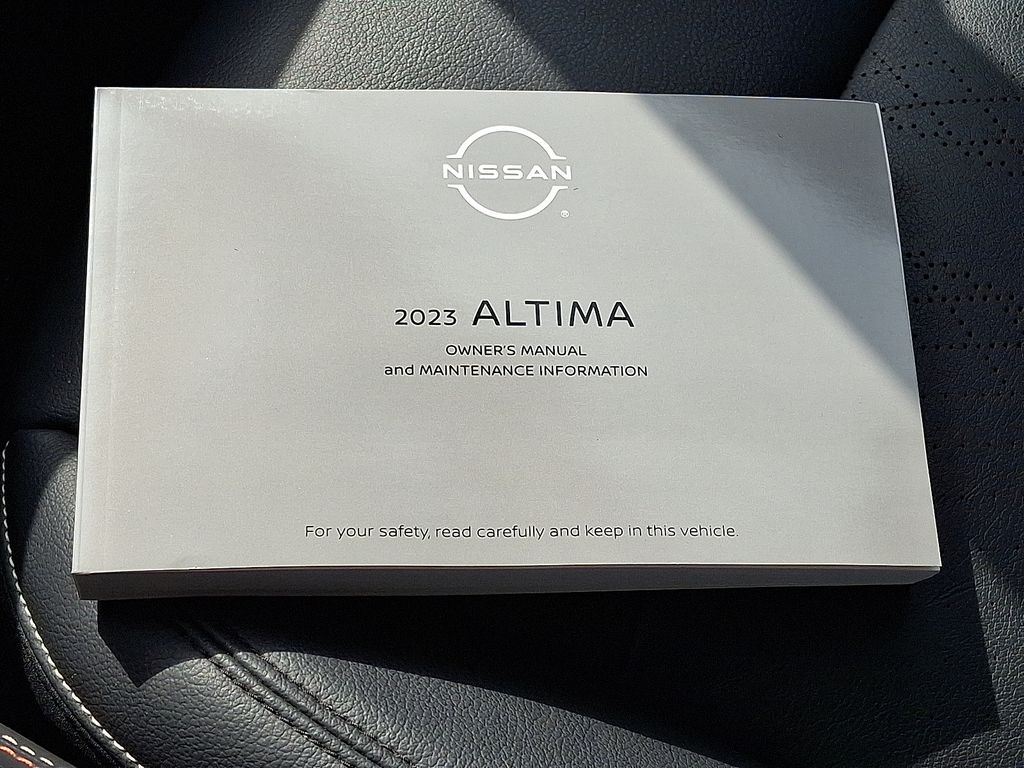 NISSAN
®
2023 ALTIMA
OWNER'S MANUAL
and MAINTENANCE INFORMATION
For your safety, read carefully and keep in this vehicle.